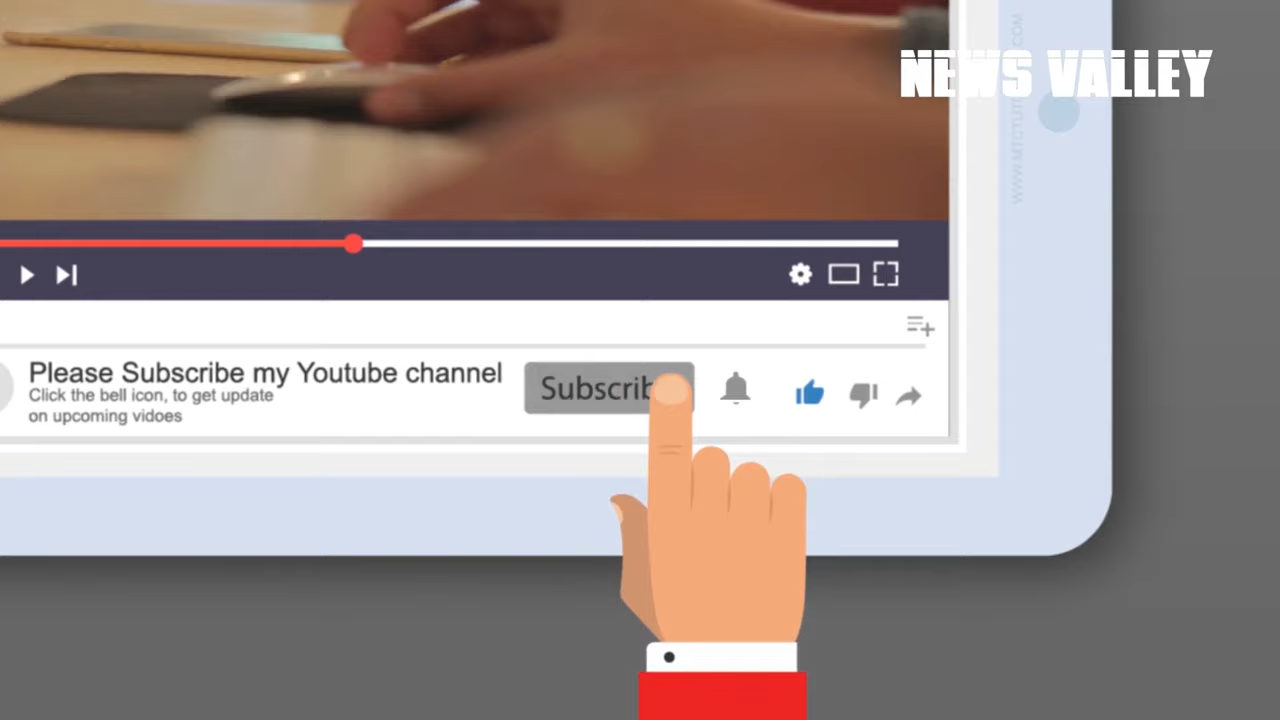 NEWS VALLEY
Please Subscribe my Youtube channel
Click the bell icon, to get update
on upcoming vidoes
Subscrib